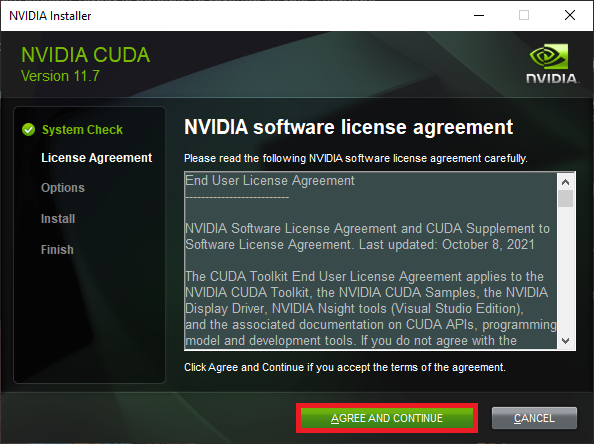 NVIDIA Installer
NVIDIA CUDA
Version 11.7
NVIDIA.
System Check
License Agreement
Options
Install
Finish
NVIDIA software license agreement
Please read the following NVIDIA software license agreement carefully.
End User License Agreement
--------------------------
NVIDIA Software License Agreement and CUDA Supplement to
Software License Agreement. Last updated: October 8, 2021
The CUDA Toolkit End User License Agreement applies to the
NVIDIA CUDA Toolkit, the NVIDIA CUDA Samples, the NVIDIA
Display Driver, NVIDIA Nsight tools (Visual Studio Edition),
and the associated documentation on CUDA APIs, programming
model and development tools. If you do not agree with the
Click Agree and Continue if you accept the terms of the agreement.
AGREE AND CONTINUE
CANCEL